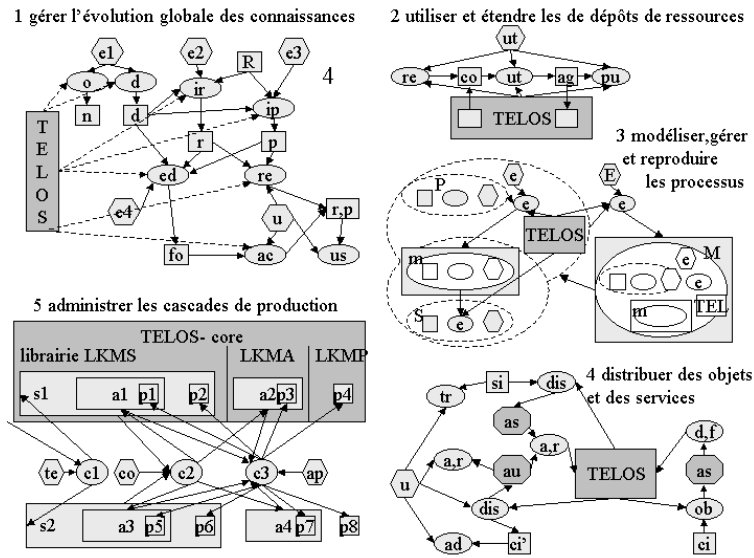 1 gérer l'évolution globale des connaissances
e1
e2
R
e3
4
o
d
ir
n
d
ip
T
E
L
O
S
r
p
ed
re
e4
u
r,p
fo
ac
us
2 utiliser et étendre les de dépôts de ressources
ut
re
co
ut
ag
pu
TELOS
3 modéliser,gérer
et reproduire
les processus
P
e
e
E
e
TELOS
m
S
e
M
e
e
TEL
m
5 administrer les cascades de production
TELOS- core
librairie LKMS
LKMA
LKMP
s1
a1
p1
p2
a2
p3
p4
te
c1
co
c2
c3
ap
s2
a3
p5
p6
a4
p7
p8
4 distribuer des objets
et des services
tr
si
dis
as
a,r
d,f
u
a,r
au
TELOS
as
dis
ob
ad
ci'
ci